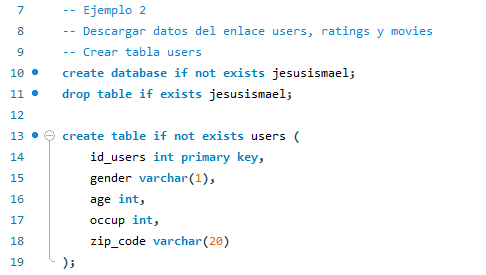 7 -- Ejemplo 2
8 -- Descargar datos del enlace users, ratings y movies
9 -- Crear tabla users
10 create database if not exists jesusismael;
11 drop table if exists jesusismael;
12
13 create table if not exists users (
14 id_users int primary key,
15 gender varchar(1),
16 age int,
17 occup int,
18 zip_code varchar(20)
19 );